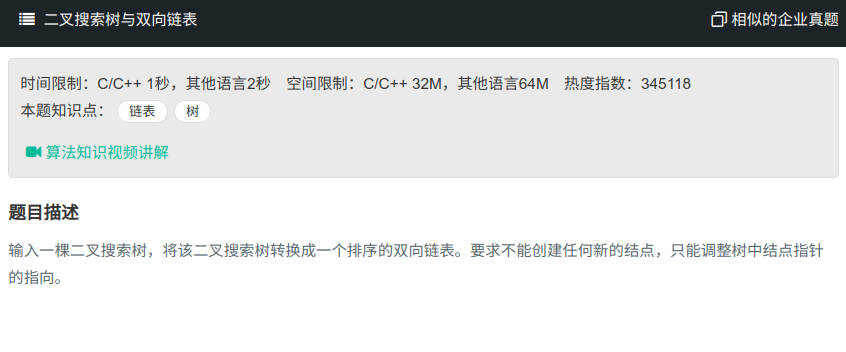 二叉搜索树与双向链表 相似的企业真题
时间限制：C/C++ 1秒，其他语言2秒 空间限制：C/C++ 32M，其他语言64M 热度指数：345118
本题知识点： 链表 树
算法知识视频讲解
题目描述
输入一棵二叉搜索树，将该二叉搜索树转换成一个排序的双向链表。要求不能创建任何新的结点，只能调整树中结点指针
的指向。